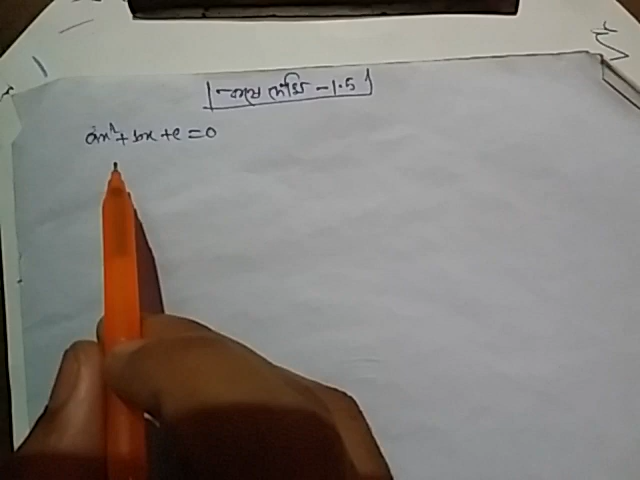 কষে দেখি - 1.5
ax² + bx + c = 0